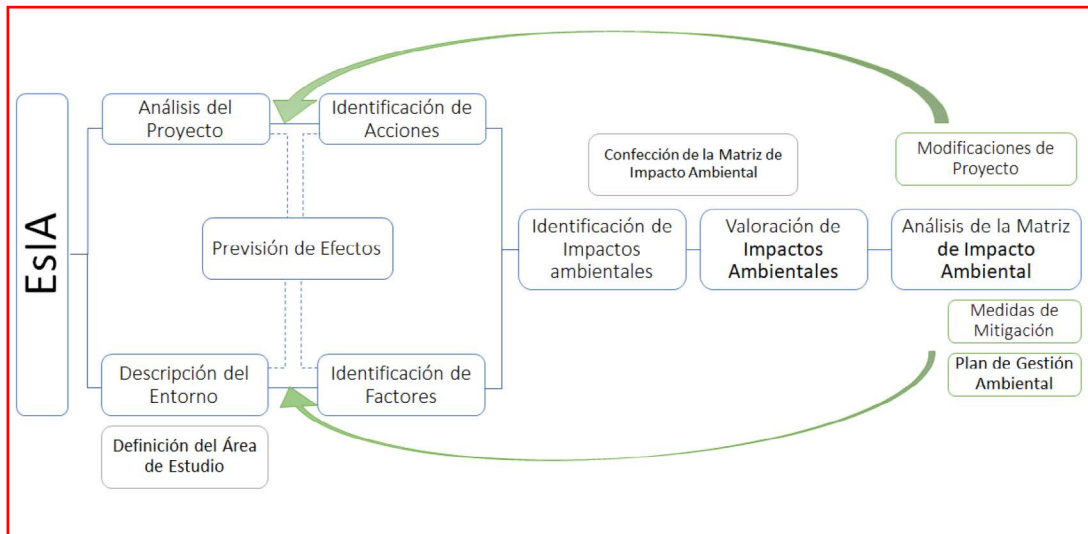 EsIA
Análisis del
Proyecto
Identificación de
Acciones
Previsión de Efectos
Descripción del
Entorno
Identificación de
Factores
Definición del Área
de Estudio
Confección de la Matriz de
Impacto Ambiental
Identificación de
Impactos
ambientales
Valoración de
Impactos
Ambientales
Modificaciones de
Proyecto
Análisis de la Matriz
de Impacto
Ambiental
Medidas de
Mitigación
Plan de Gestión
Ambiental